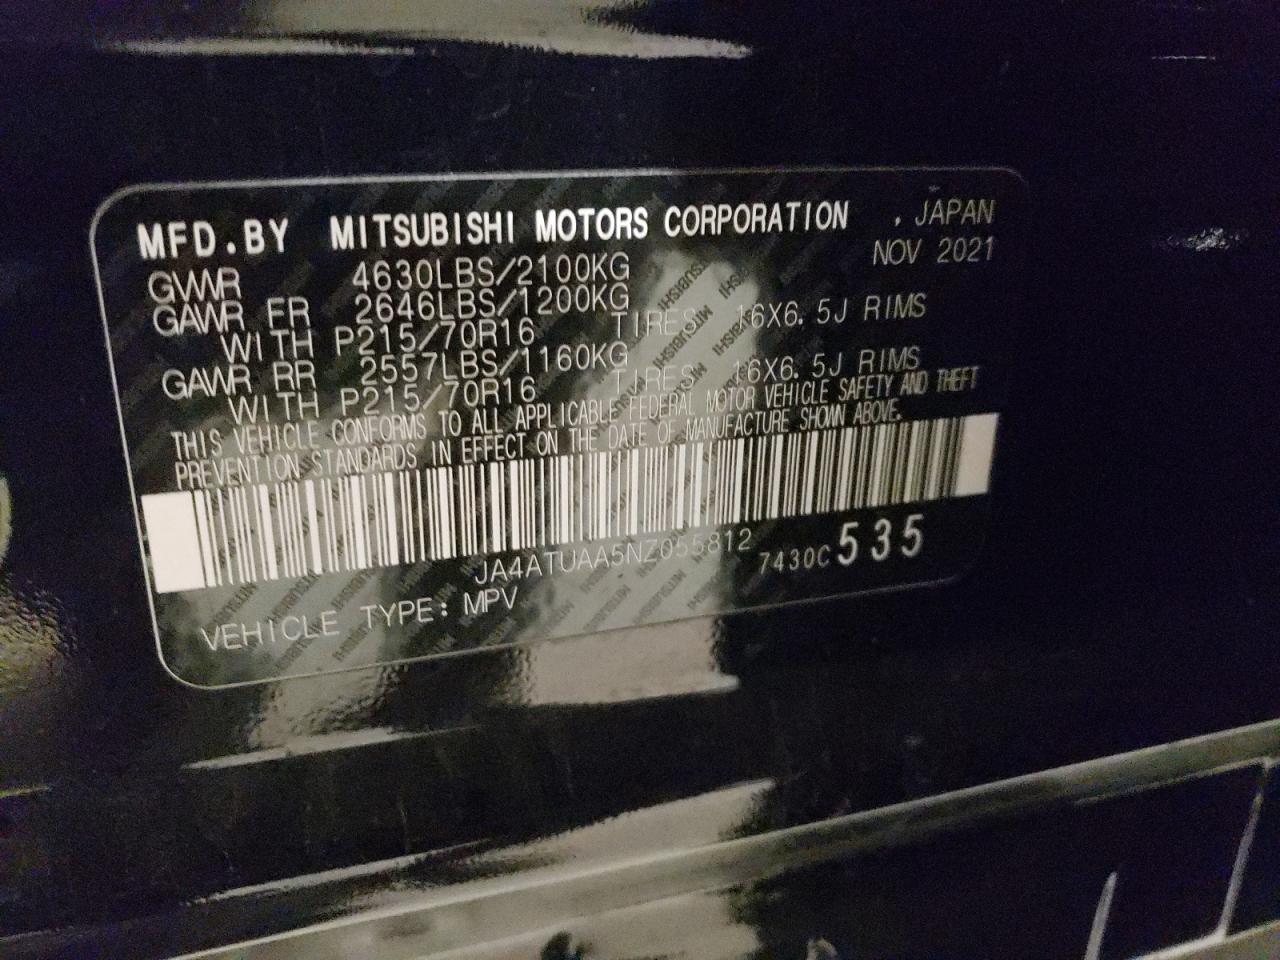 MFD.BY MITSUBISHI MOTORS CORPORATION , JAPAN
NOV 2021
GVWR 4630LBS/2100KG
GAWR FR 2646LBS/1200KG
WITH P215/70R16 TIRES 16X6.5J RIMS
GAWR RR 2557LBS/1160KG
WITH P215/70R16 TIRES 16X6.5J RIMS
THIS VEHICLE CONFORMS TO ALL APPLICABLE FEDERAL MOTOR VEHICLE SAFETY AND THEFT
PREVENTION STANDARDS IN EFFECT ON THE DATE OF MANUFACTURE SHOWN ABOVE.
JA4ATUAA5NZ055812 7430C 535
VEHICLE TYPE: MPV